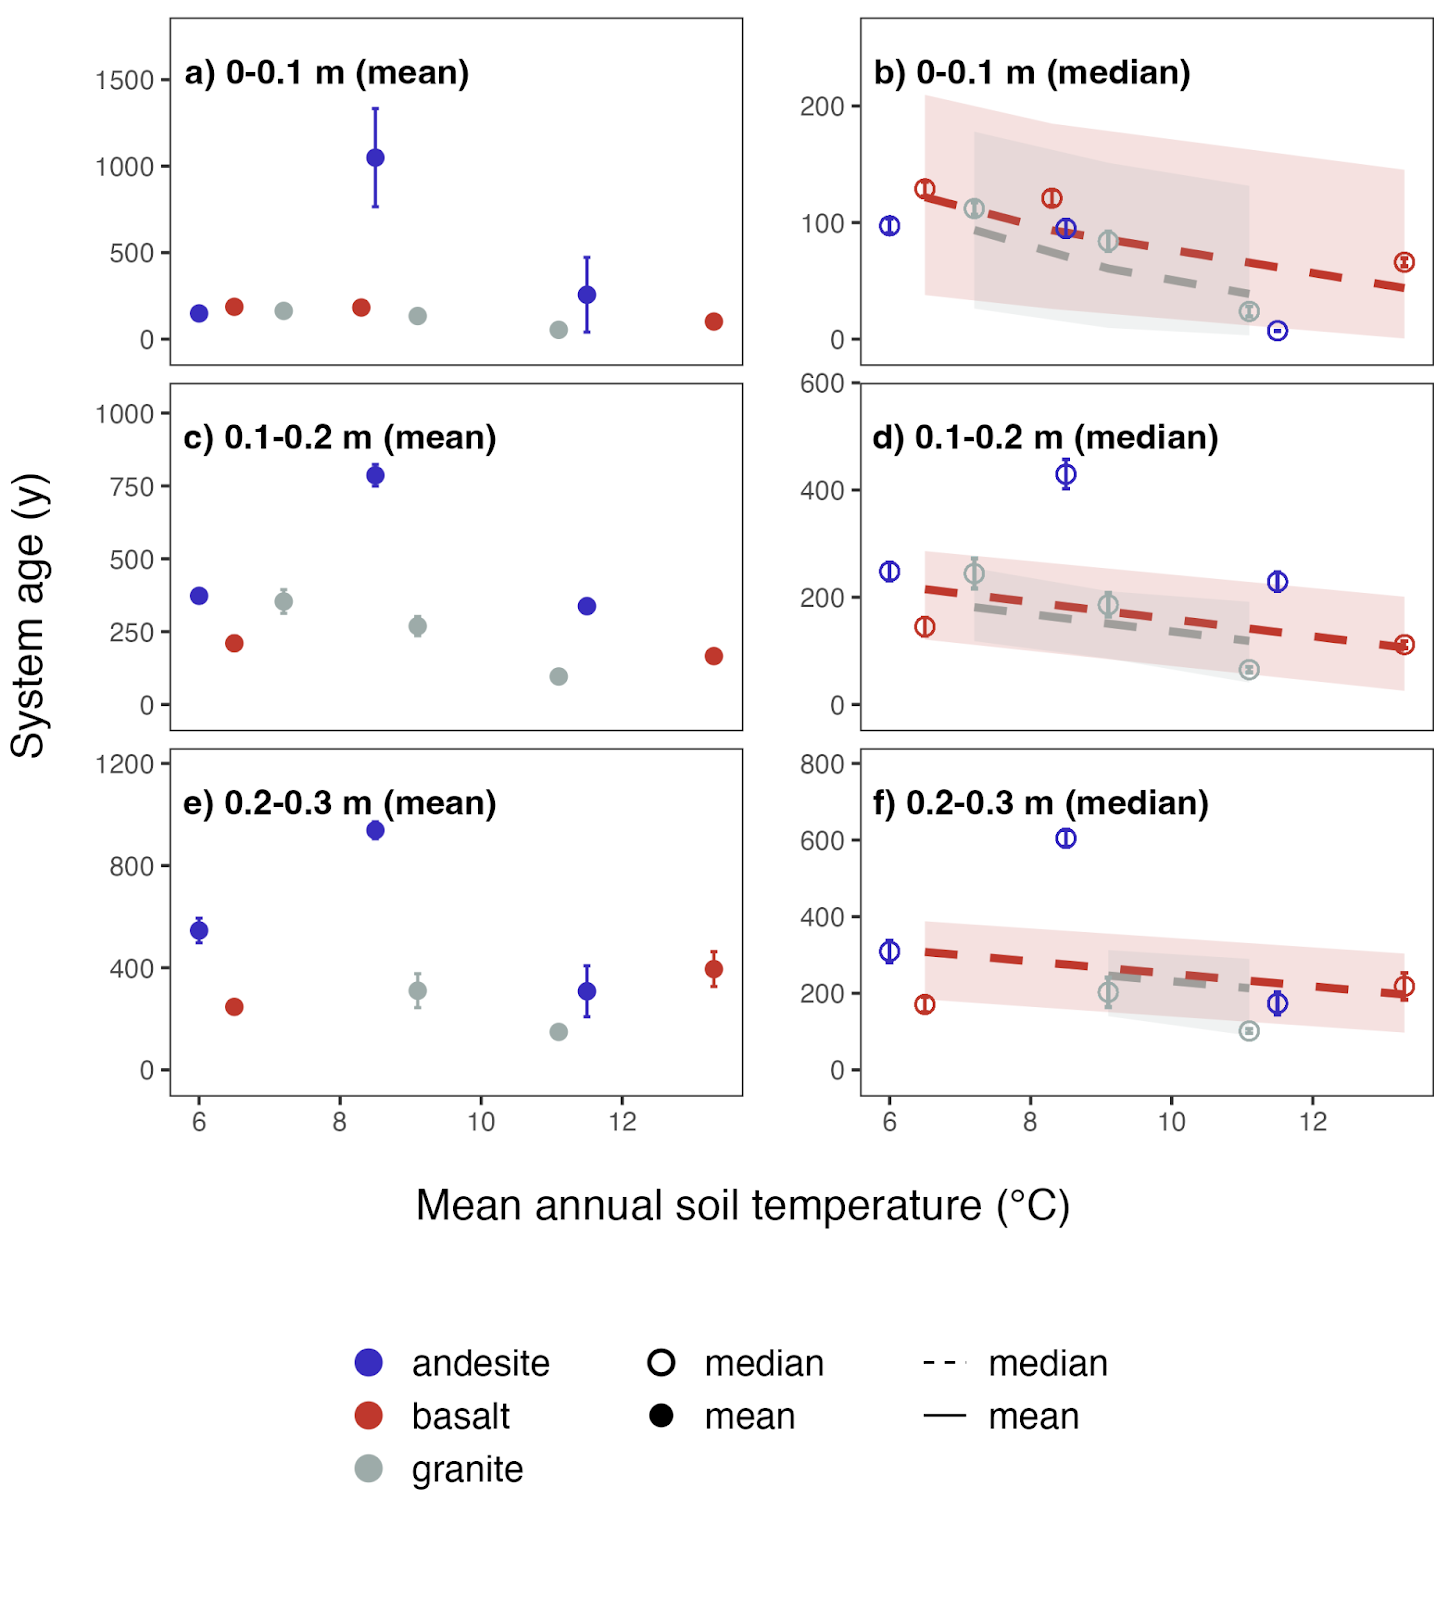 a) 0-0.1 m (mean)
1500
1000
500
0
b) 0-0.1 m (median)
200
100
0
c) 0.1-0.2 m (mean)
1000
750
500
250
0
d) 0.1-0.2 m (median)
600
400
200
0
e) 0.2-0.3 m (mean)
1200
800
400
0
6 8 10 12
f) 0.2-0.3 m (median)
800
600
400
200
0
6 8 10 12
System age (y)
Mean annual soil temperature (°C)
andesite
basalt
granite
median
mean
median
mean